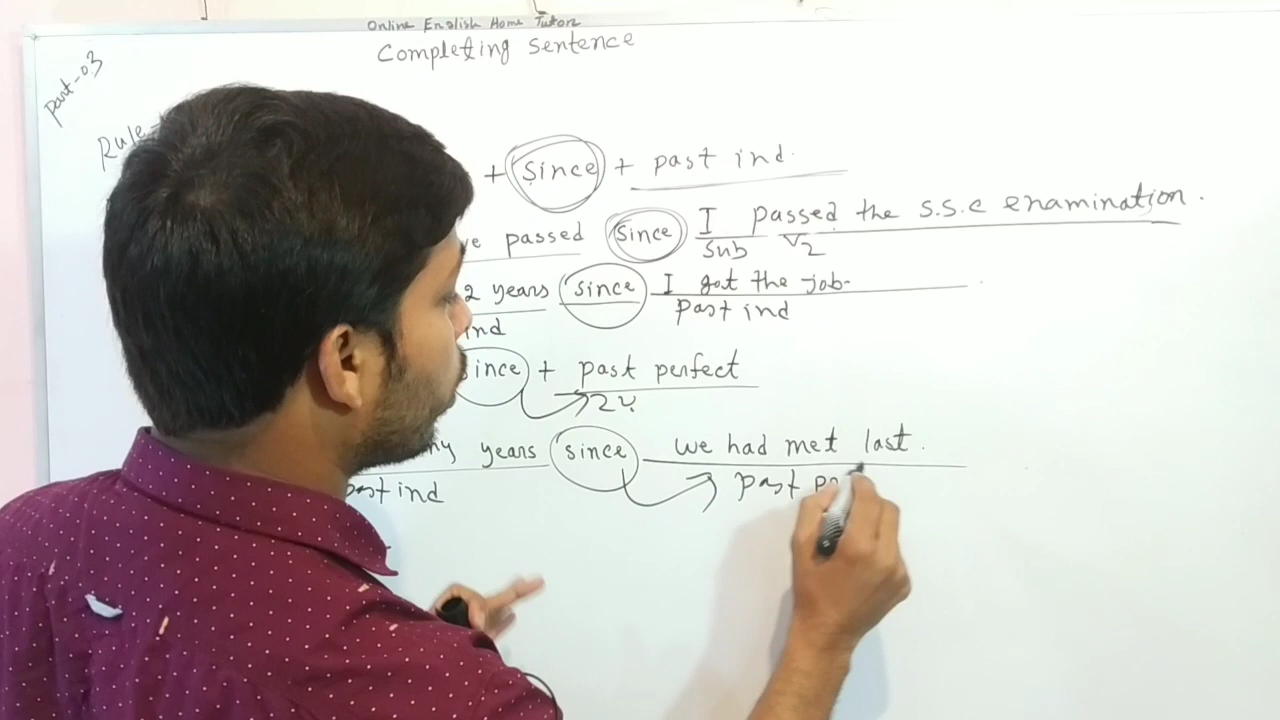 Online English Home Tutor
Completing Sentence
Part-03
Rule
+ Since + past ind.
ve passed Since I passed the s.s.c enamination.
Sub V2
2 years since I got the job.
ind Past ind
since + past perfect
ny years since we had met last.
past ind past pe